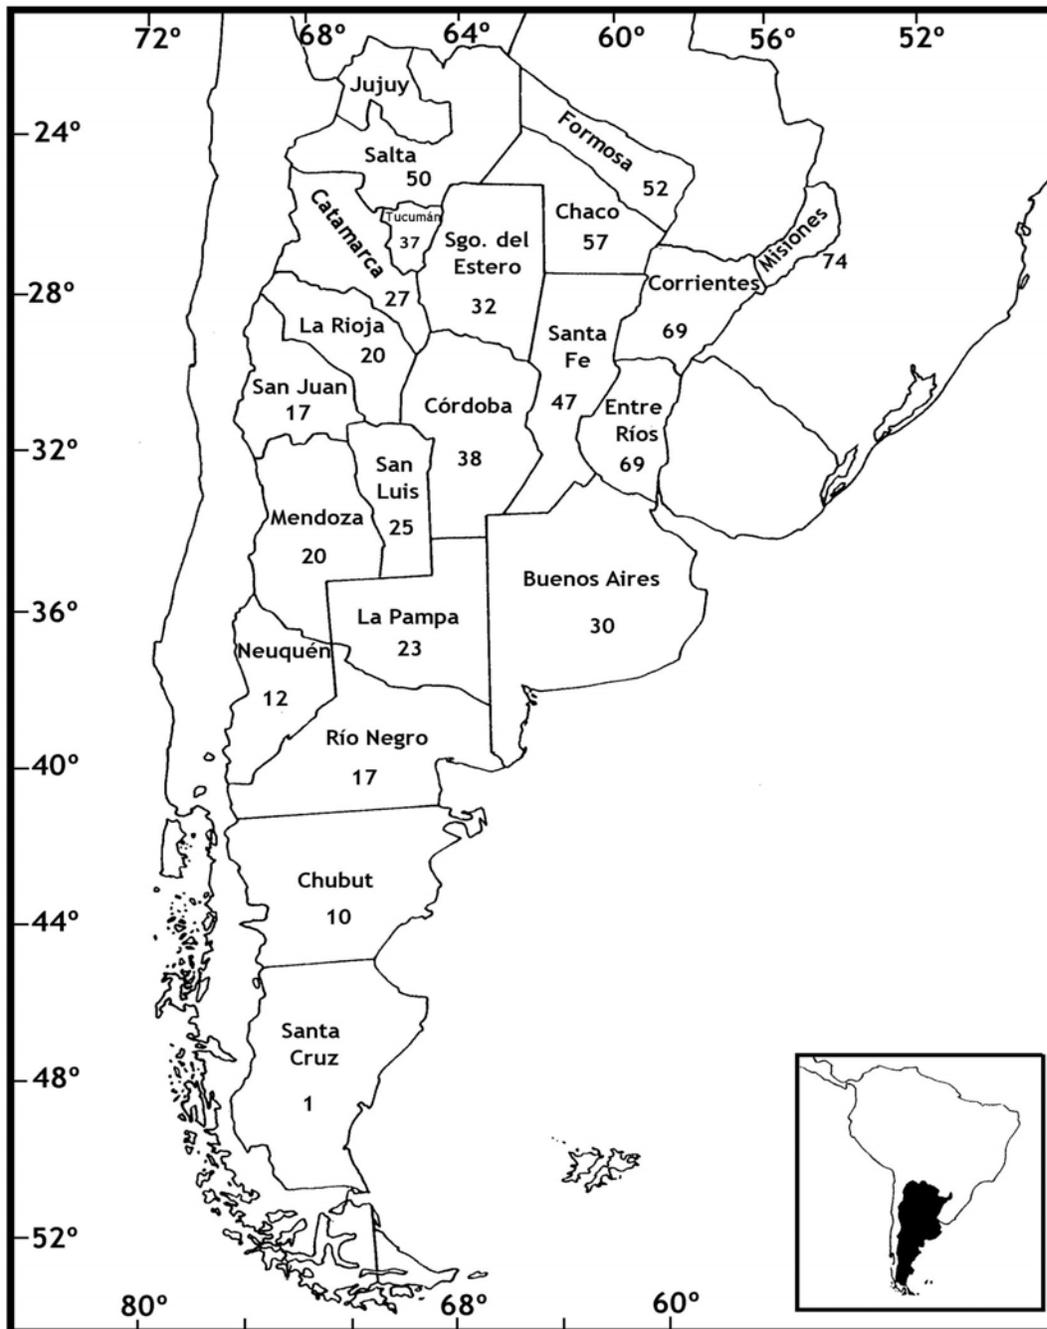 72º 68º 64º 60º 56º 52º
Jujuy
24º
Formosa
Salta
50
52
Catamarca
Tucumán
37
Chaco
57
Misiones
74
Sgo. del
Estero
32
Corrientes
69
28º
27
La Rioja
20
Santa
Fe
47
San Juan
17
Córdoba
38
Entre
Ríos
69
32º
San
Luis
25
Mendoza
20
Buenos Aires
30
36º
La Pampa
23
Neuquén
12
Río Negro
17
40º
Chubut
10
44º
Santa
Cruz
1
48º
52º
80º 68º 60º